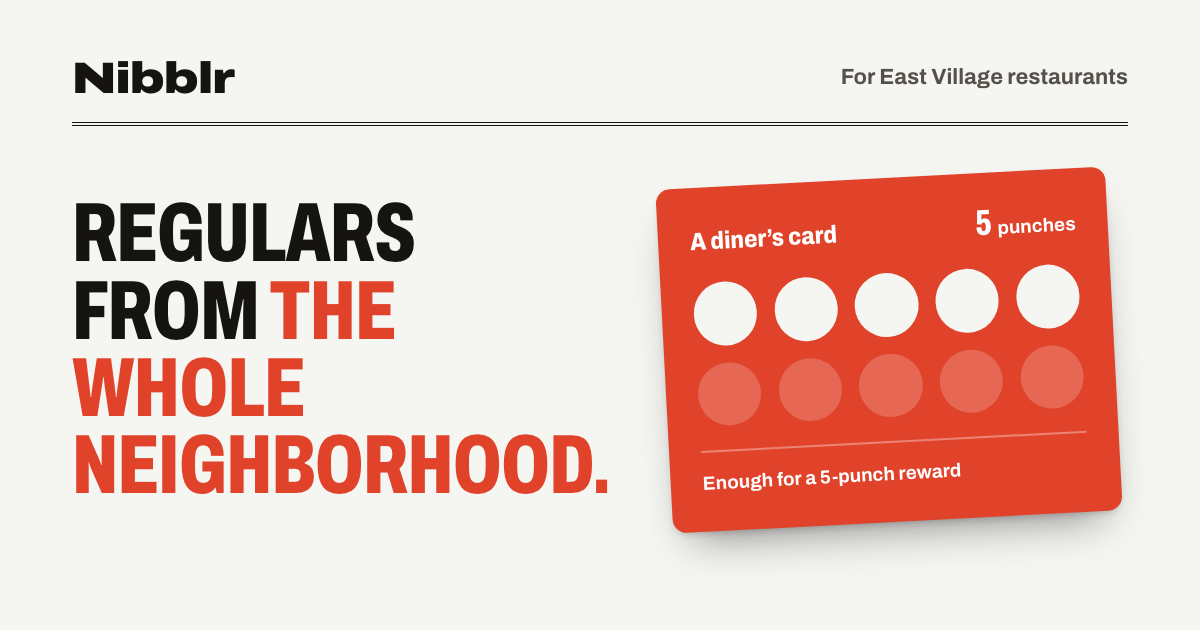 Nibblr
For East Village restaurants
REGULARS
FROM THE
WHOLE
NEIGHBORHOOD.
A diner’s card
5 punches
Enough for a 5-punch reward